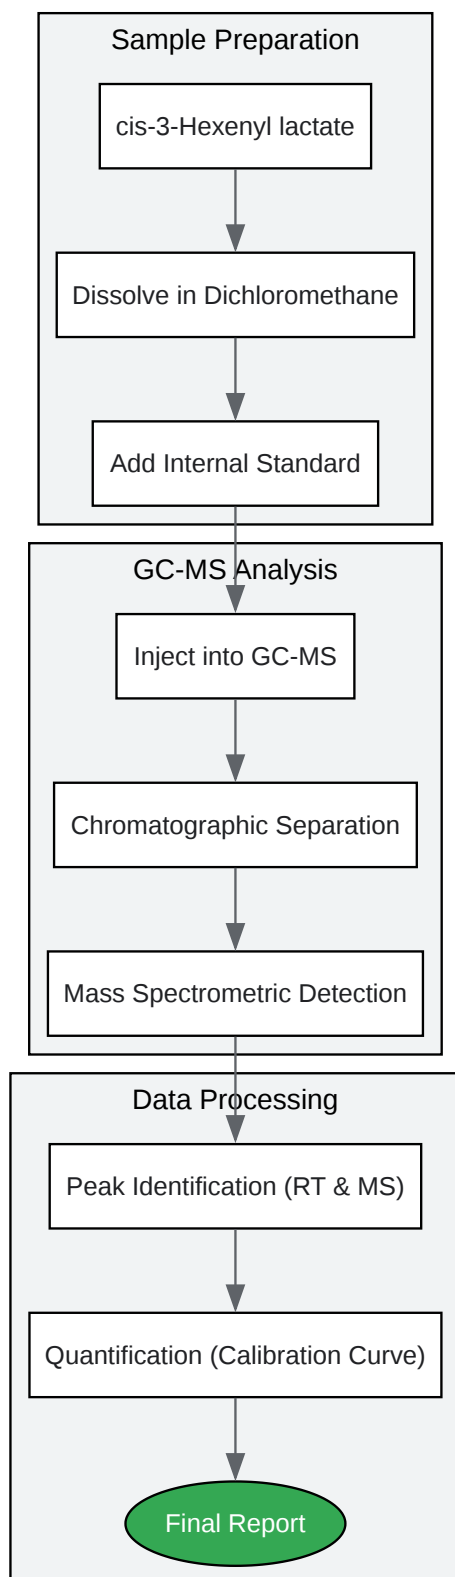 Sample Preparation
cis-3-Hexenyl lactate
Dissolve in Dichloromethane
Add Internal Standard
GC-MS Analysis
Inject into GC-MS
Chromatographic Separation
Mass Spectrometric Detection
Data Processing
Peak Identification (RT & MS)
Quantification (Calibration Curve)
Final Report